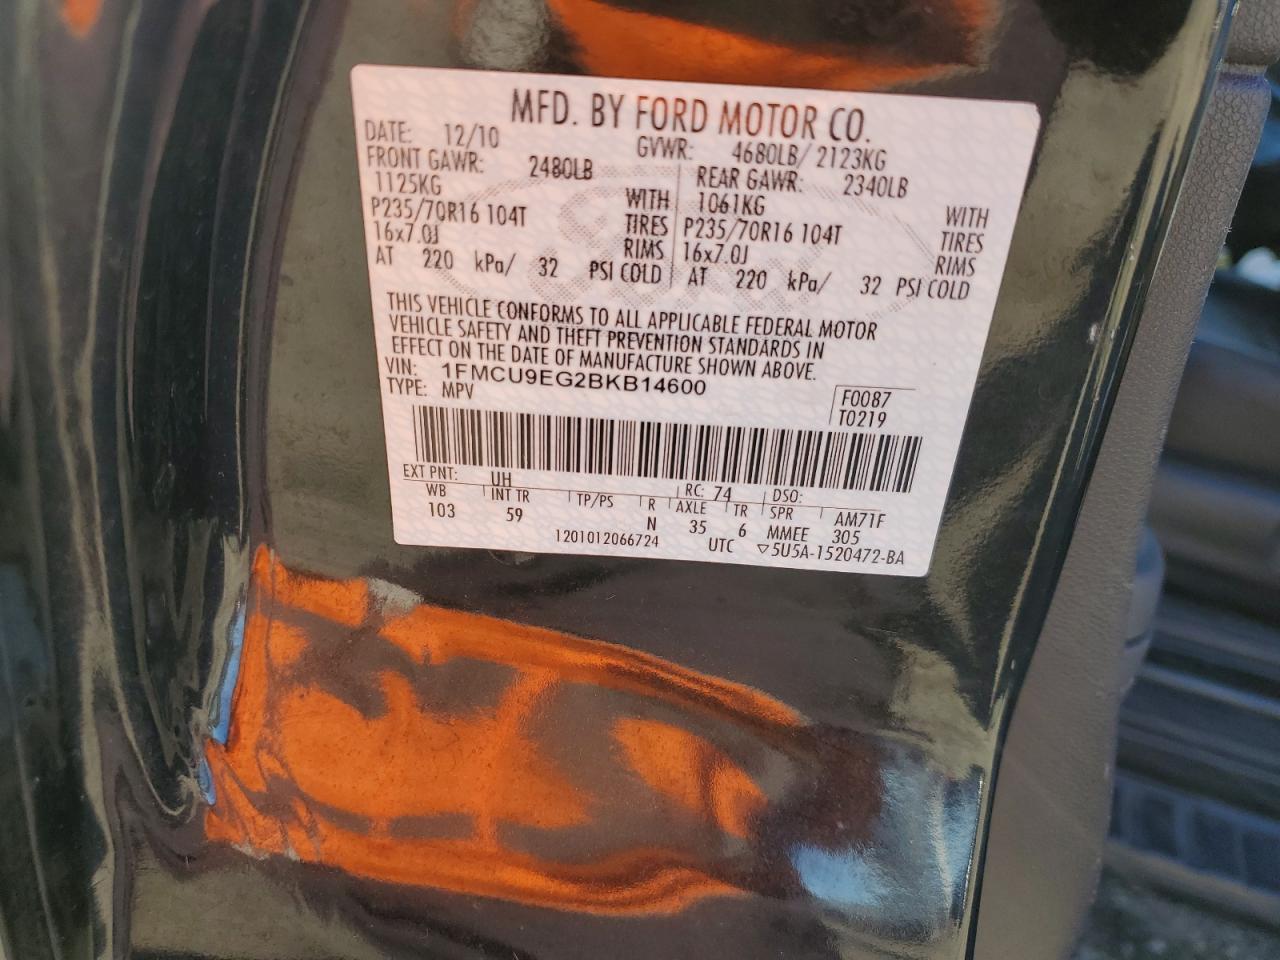 MFD. BY FORD MOTOR CO.
DATE: 12/10 GVWR: 4680LB/ 2123KG
FRONT GAWR: 2480LB REAR GAWR: 2340LB
1125KG WITH 1061KG WITH
P235/70R16 104T TIRES P235/70R16 104T TIRES
16x7.0J RIMS 16x7.0J RIMS
AT 220 kPa/ 32 PSI COLD AT 220 kPa/ 32 PSI COLD
THIS VEHICLE CONFORMS TO ALL APPLICABLE FEDERAL MOTOR
VEHICLE SAFETY AND THEFT PREVENTION STANDARDS IN
EFFECT ON THE DATE OF MANUFACTURE SHOWN ABOVE.
VIN: 1FMCU9EG2BKB14600
TYPE: MPV F0087
T0219
EXT PNT: UH RC: 74 DSO:
WB INT TR TP/PS R AXLE TR SPR AM71F
103 59 N 35 6 MMEE 305
1201012066724 UTC ▽5U5A-1520472-BA